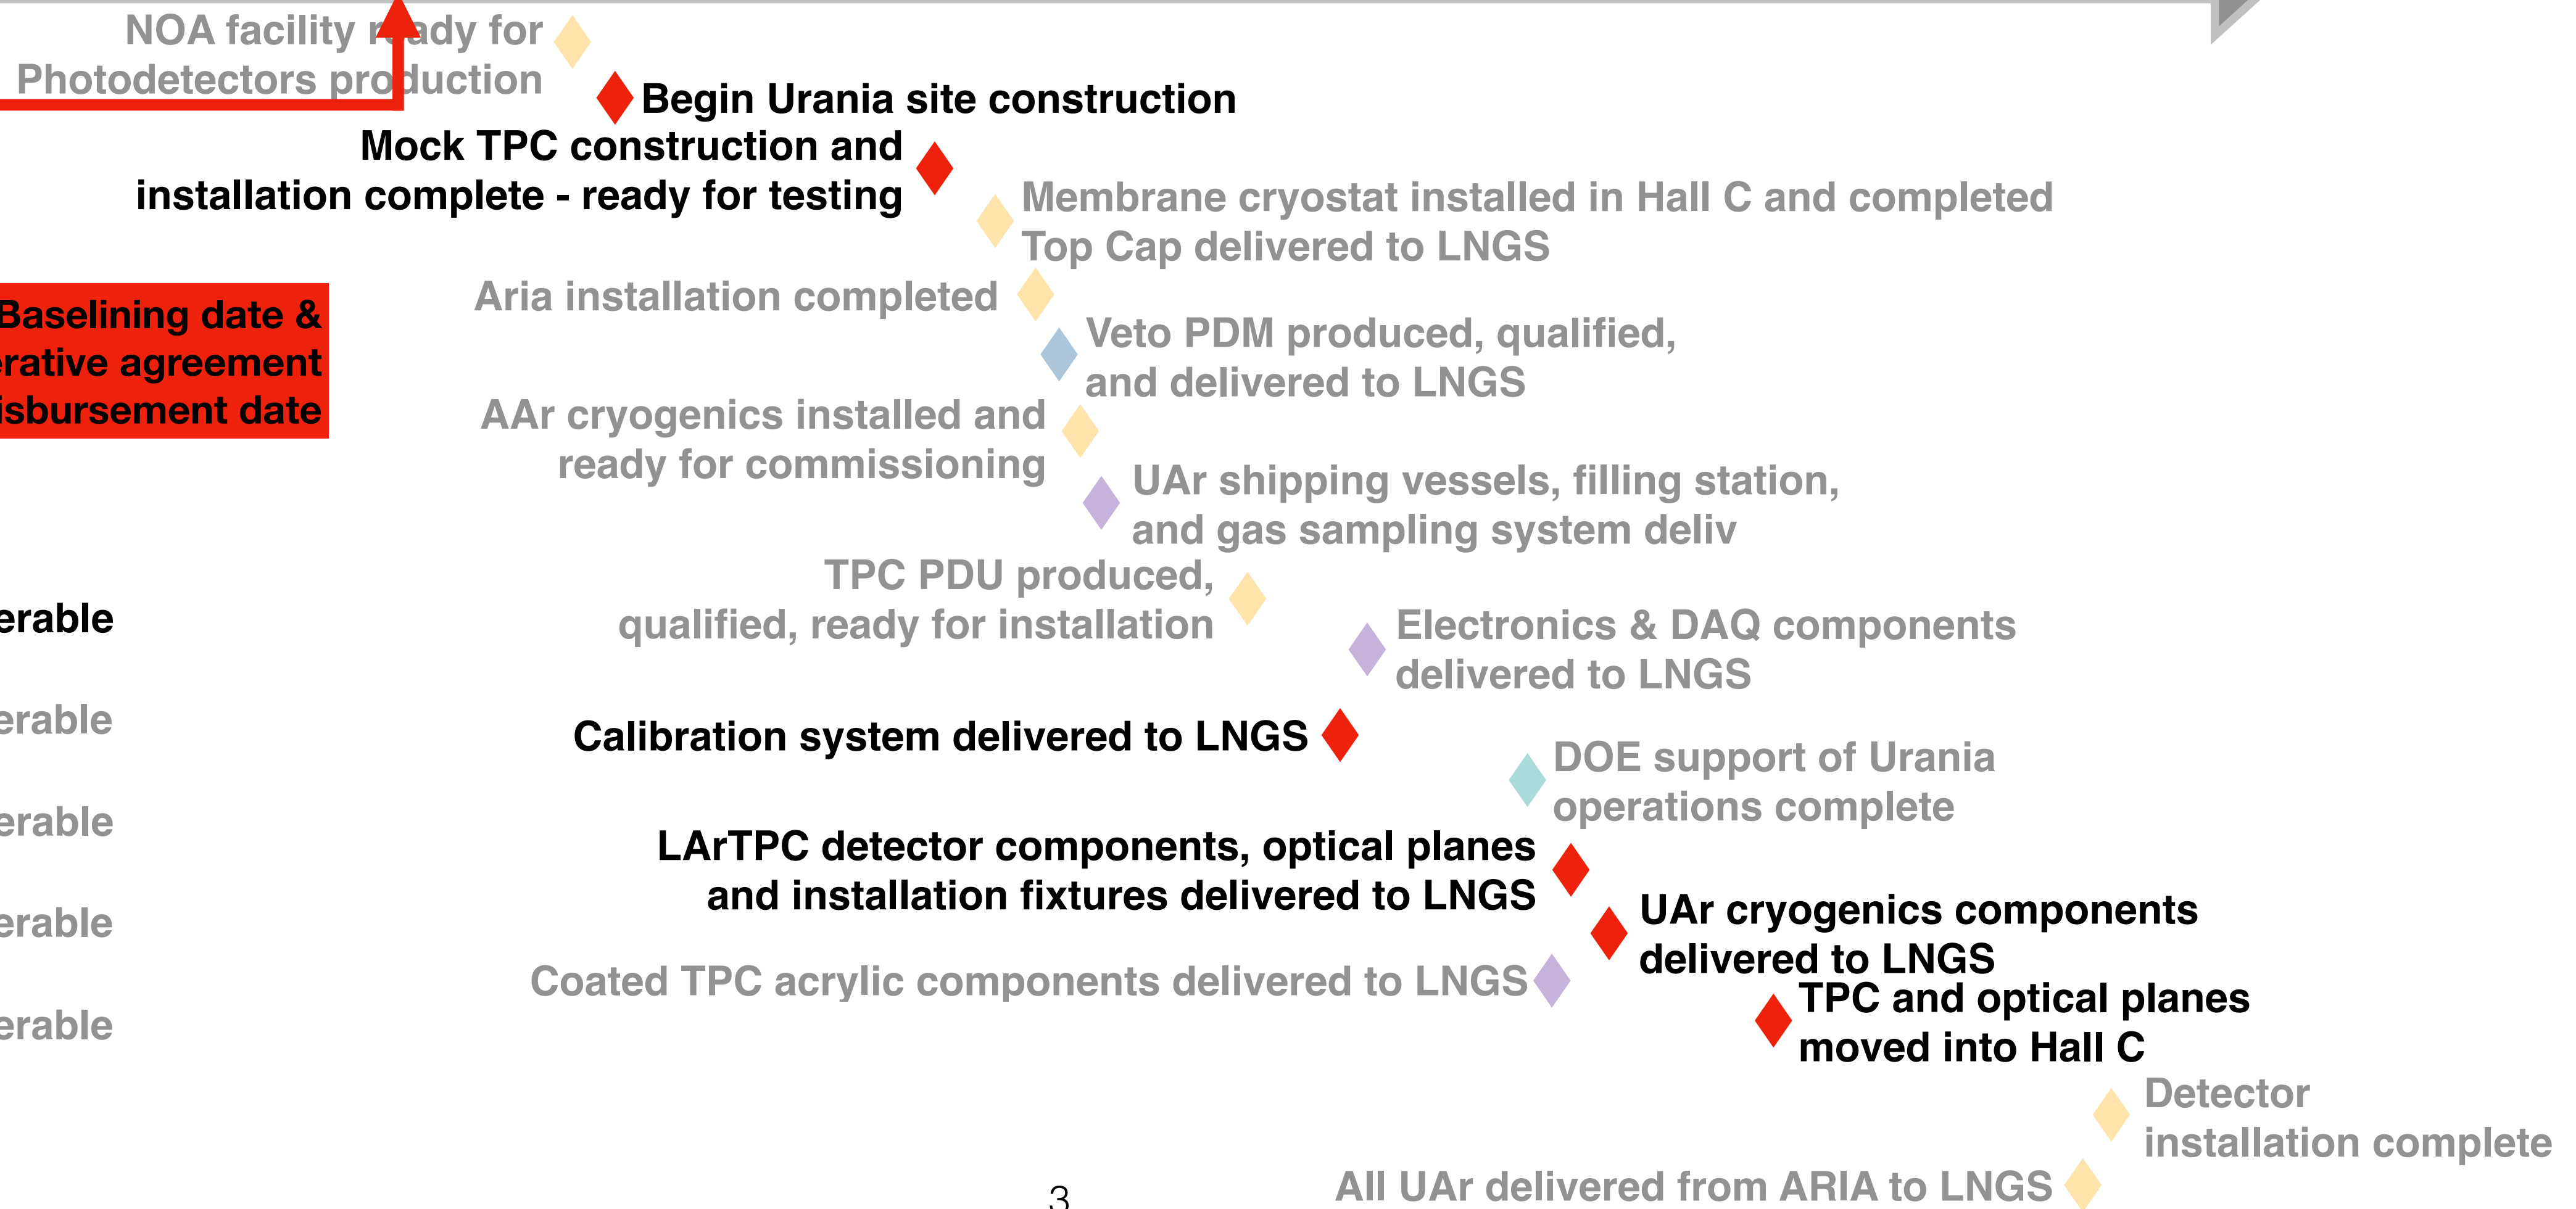 NOA facility ready for
Photodetectors production
Begin Urania site construction
Mock TPC construction and
installation complete - ready for testing
Membrane cryostat installed in Hall C and completed
Top Cap delivered to LNGS
Aria installation completed
Baselining date &
erative agreement
isbursement date
Veto PDM produced, qualified,
and delivered to LNGS
AAr cryogenics installed and
ready for commissioning
UAr shipping vessels, filling station,
and gas sampling system deliv
TPC PDU produced,
qualified, ready for installation
erable
Electronics & DAQ components
delivered to LNGS
erable
Calibration system delivered to LNGS
DOE support of Urania
operations complete
erable
LArTPC detector components, optical planes
and installation fixtures delivered to LNGS
erable
UAr cryogenics components
delivered to LNGS
Coated TPC acrylic components delivered to LNGS
TPC and optical planes
moved into Hall C
erable
Detector
installation complete
All UAr delivered from ARIA to LNGS
3